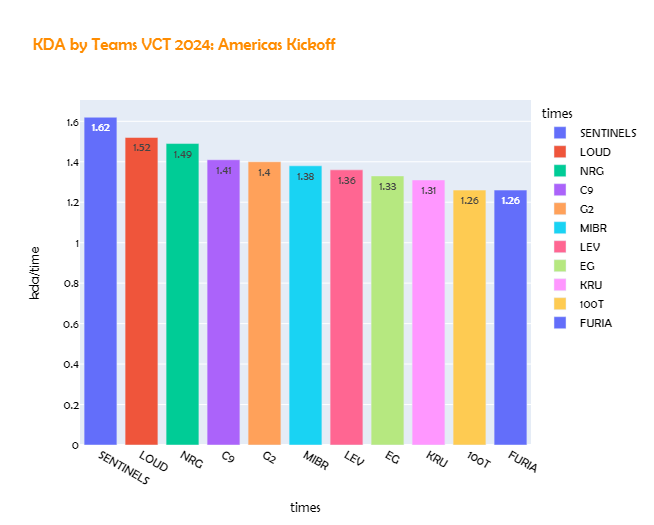 KDA by Teams VCT 2024: Americas Kickoff
times
SENTINELS
LOUD
NRG
C9
G2
MIBR
LEV
EG
KRU
100T
FURIA
kda/time
1.6
1.4
1.2
1
0.8
0.6
0.4
0.2
0
1.62
1.52
1.49
1.41
1.4
1.38
1.36
1.33
1.31
1.26
1.26
SENTINELS
LOUD
NRG
C9
G2
MIBR
LEV
EG
KRU
100T
FURIA
times